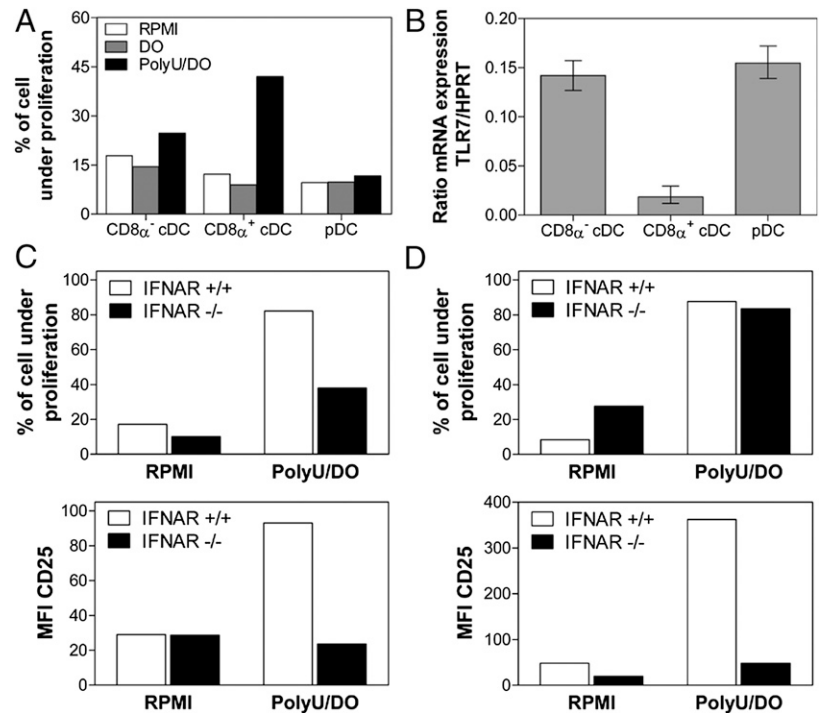 A
% of cell
under proliferation
60
45
30
15
0
RPMI
DO
PolyU/DO
CD8α⁻ cDC
CD8α⁺ cDC
pDC
B
Ratio mRNA expression
TLR7/HPRT
0.20
0.15
0.10
0.05
0.00
CD8α⁻ cDC
CD8α⁺ cDC
pDC
C
% of cell under
proliferation
100
80
60
40
20
0
IFNAR +/+
IFNAR -/-
RPMI
PolyU/DO
MFI CD25
100
80
60
40
20
0
IFNAR +/+
IFNAR -/-
RPMI
PolyU/DO
D
% of cell under
proliferation
100
80
60
40
20
0
IFNAR +/+
IFNAR -/-
RPMI
PolyU/DO
MFI CD25
400
300
200
100
0
IFNAR +/+
IFNAR -/-
RPMI
PolyU/DO